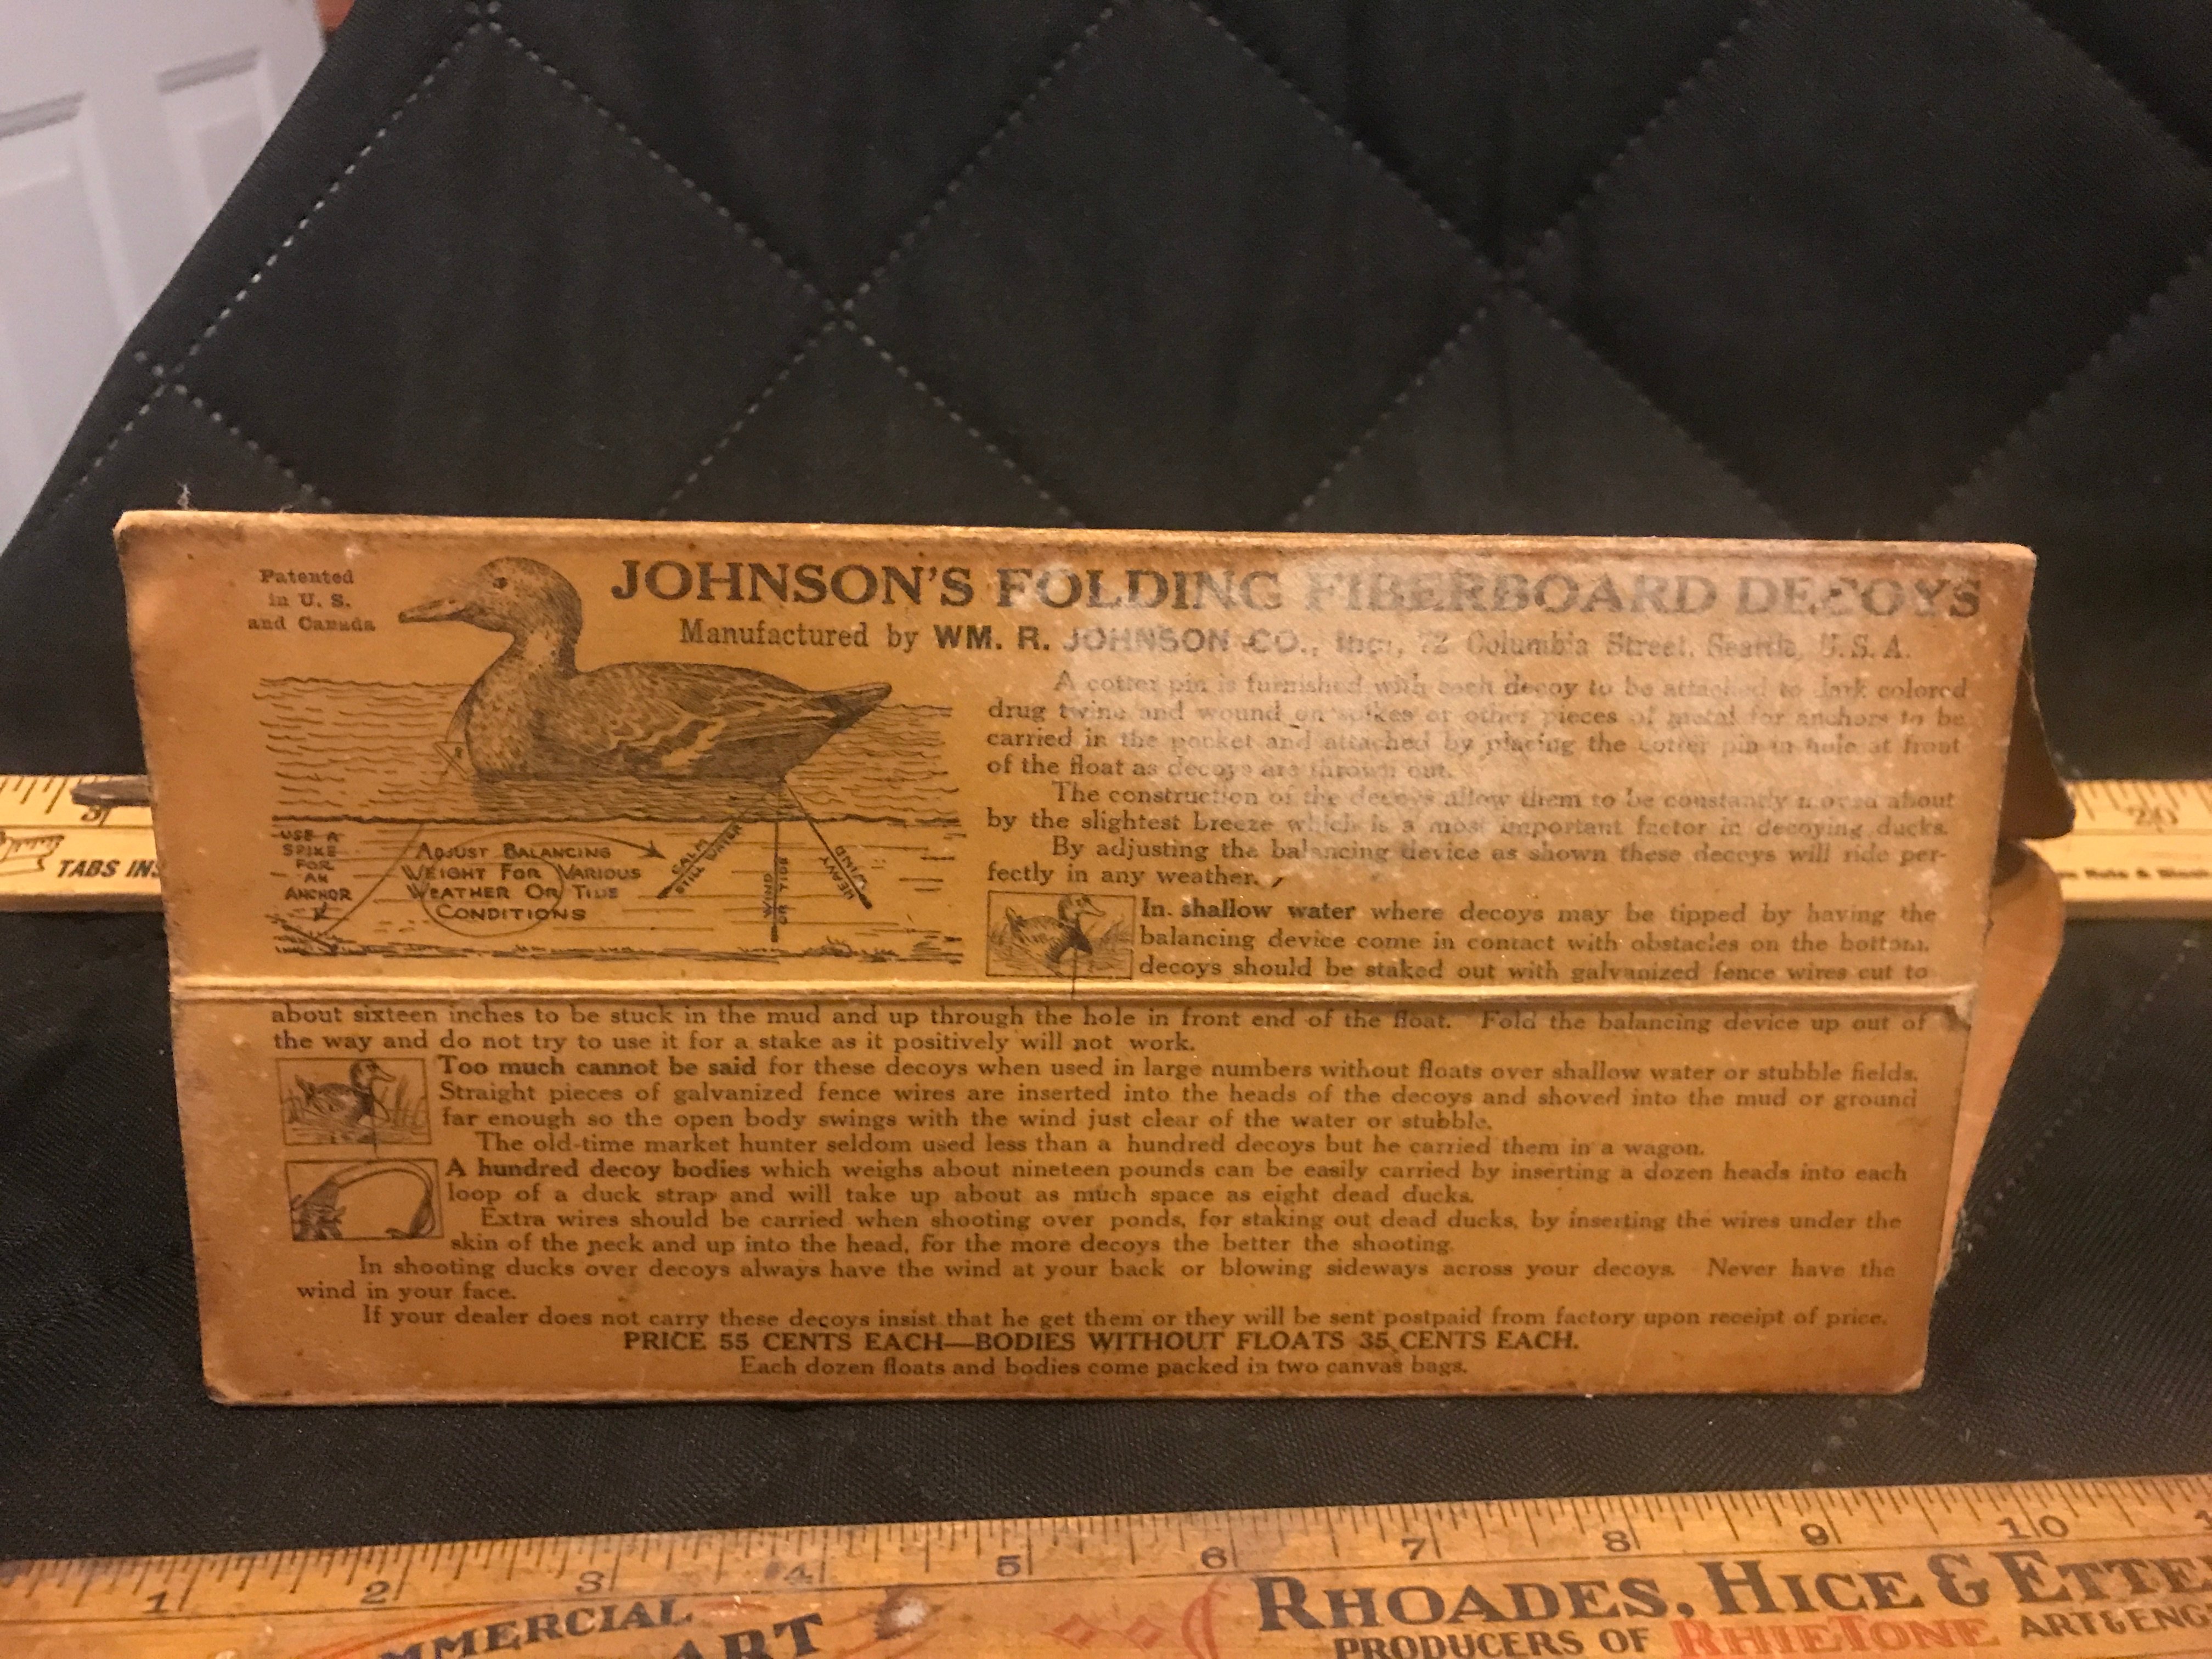 Patented
in U. S.
and Canada
JOHNSON'S FOLDING FIBERBOARD DECOYS
Manufactured by WM. R. JOHNSON CO., Inc., 72 Columbia Street, Seattle, U. S. A.
A cotter pin is furnished with each decoy to be attached to dark colored
drug twine and wound on spikes or other pieces of metal for anchors to be
carried in the pocket and attached by placing the cotter pin in hole at front
of the float as decoys are thrown out.
The construction of the decoys allow them to be constantly moved about
by the slightest breeze which is a most important factor in decoying ducks.
By adjusting the balancing device as shown these decoys will ride per-
fectly in any weather.
USE A
SPIKE
FOR
AN
ANCHOR
ADJUST BALANCING
WEIGHT FOR VARIOUS
WEATHER OR TIDE
CONDITIONS
CALM
STILL WATER
WIND
OR TIDE
HEAVY
WIND
In shallow water where decoys may be tipped by having the
balancing device come in contact with obstacles on the bottom,
decoys should be staked out with galvanized fence wires cut to
about sixteen inches to be stuck in the mud and up through the hole in front end of the float. Fold the balancing device up out of
the way and do not try to use it for a stake as it positively will not work.
Too much cannot be said for these decoys when used in large numbers without floats over shallow water or stubble fields.
Straight pieces of galvanized fence wires are inserted into the heads of the decoys and shoved into the mud or ground
far enough so the open body swings with the wind just clear of the water or stubble.
The old-time market hunter seldom used less than a hundred decoys but he carried them in a wagon.
A hundred decoy bodies which weighs about nineteen pounds can be easily carried by inserting a dozen heads into each
loop of a duck strap and will take up about as much space as eight dead ducks.
Extra wires should be carried when shooting over ponds, for staking out dead ducks, by inserting the wires under the
skin of the neck and up into the head, for the more decoys the better the shooting.
In shooting ducks over decoys always have the wind at your back or blowing sideways across your decoys. Never have the
wind in your face.
If your dealer does not carry these decoys insist that he get them or they will be sent postpaid from factory upon receipt of price.
PRICE 55 CENTS EACH—BODIES WITHOUT FLOATS 35 CENTS EACH.
Each dozen floats and bodies come packed in two canvas bags.
TABS INS
20
1 2 3 4 5 6 7 8 9 10
MMERCIAL
ART
RHOADES, HICE & ETTE
PRODUCERS OF RHIETONE ART & ENG